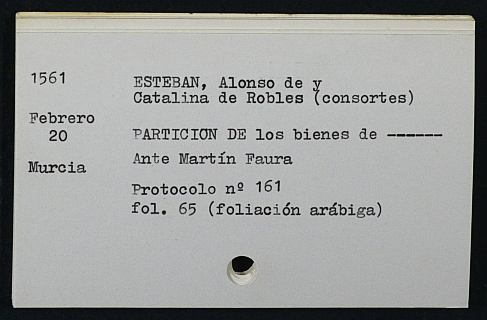 1561
ESTEBAN, Alonso de y
Catalina de Robles (consortes)
Febrero
20
PARTICION DE los bienes de ------
Murcia
Ante Martín Faura
Protocolo nº 161
fol. 65 (foliación arábiga)